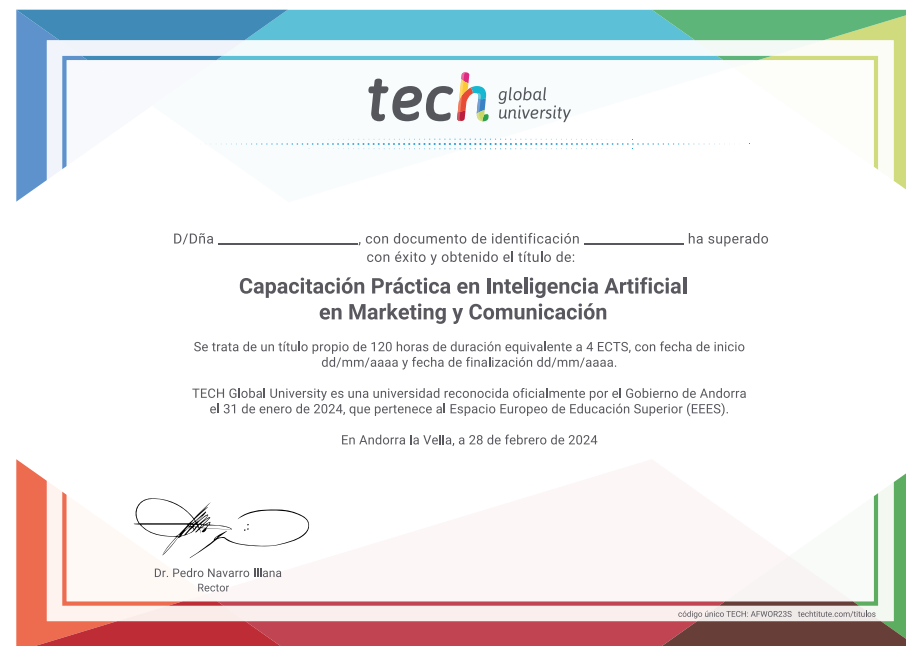 tech global university
D/Dña ____________________, con documento de identificación ______________ ha superado
con éxito y obtenido el título de:
Capacitación Práctica en Inteligencia Artificial
en Marketing y Comunicación
Se trata de un título propio de 120 horas de duración equivalente a 4 ECTS, con fecha de inicio
dd/mm/aaaa y fecha de finalización dd/mm/aaaa.
TECH Global University es una universidad reconocida oficialmente por el Gobierno de Andorra
el 31 de enero de 2024, que pertenece al Espacio Europeo de Educación Superior (EEES).
En Andorra la Vella, a 28 de febrero de 2024
Dr. Pedro Navarro Illana
Rector
código único TECH: AFWOR23S techtitute.com/titulos